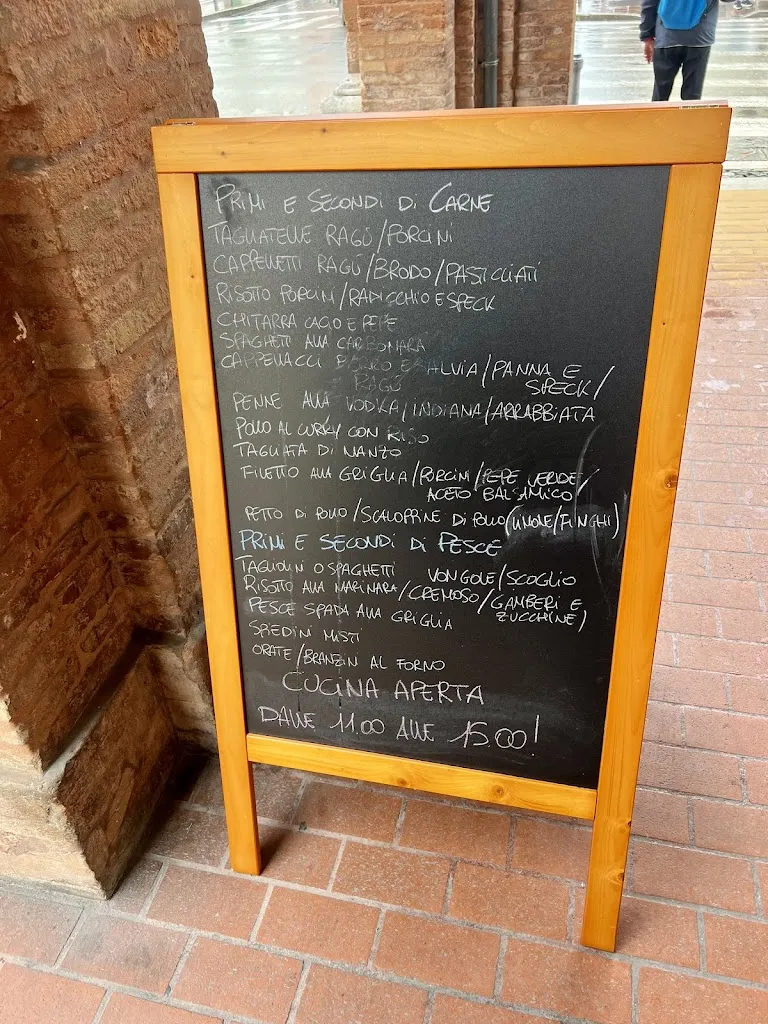 PRIMI E SECONDI DI CARNE
TAGLIATELLE RAGÚ/PORCINI
CAPPELLETTI RAGÚ/BRODO/PASTICCIATI
RISOTTO PORCINI/RADICCHIO E SPECK
CHITARRA CACIO E PEPE
SPAGHETTI ALLA CARBONARA
CAPPELLACCI BURRO E SALVIA/PANNA E SPECK/
RAGÚ
PENNE ALLA VODKA/INDIANA/ARRABBIATA
POLLO AL CURRY CON RISO
TAGLIATA DI MANZO
FILETTO ALLA GRIGLIA/PORCINI/PEPE VERDE/
ACETO BALSAMICO/
PETTO DI POLLO/SCALOPPINE DI POLLO (LIMONE/FUNGHI)
PRIMI E SECONDI DI PESCE
TAGLIOLINI O SPAGHETTI VONGOLE/SCOGLIO
RISOTTO ALLA MARINARA/CREMOSO/GAMBERI E
ZUCCHINE)
PESCE SPADA ALLA GRIGLIA
SPIEDINI MISTI
ORATE/BRANZINI AL FORNO
CUCINA APERTA
DALLE 11.00 ALLE 15.00!